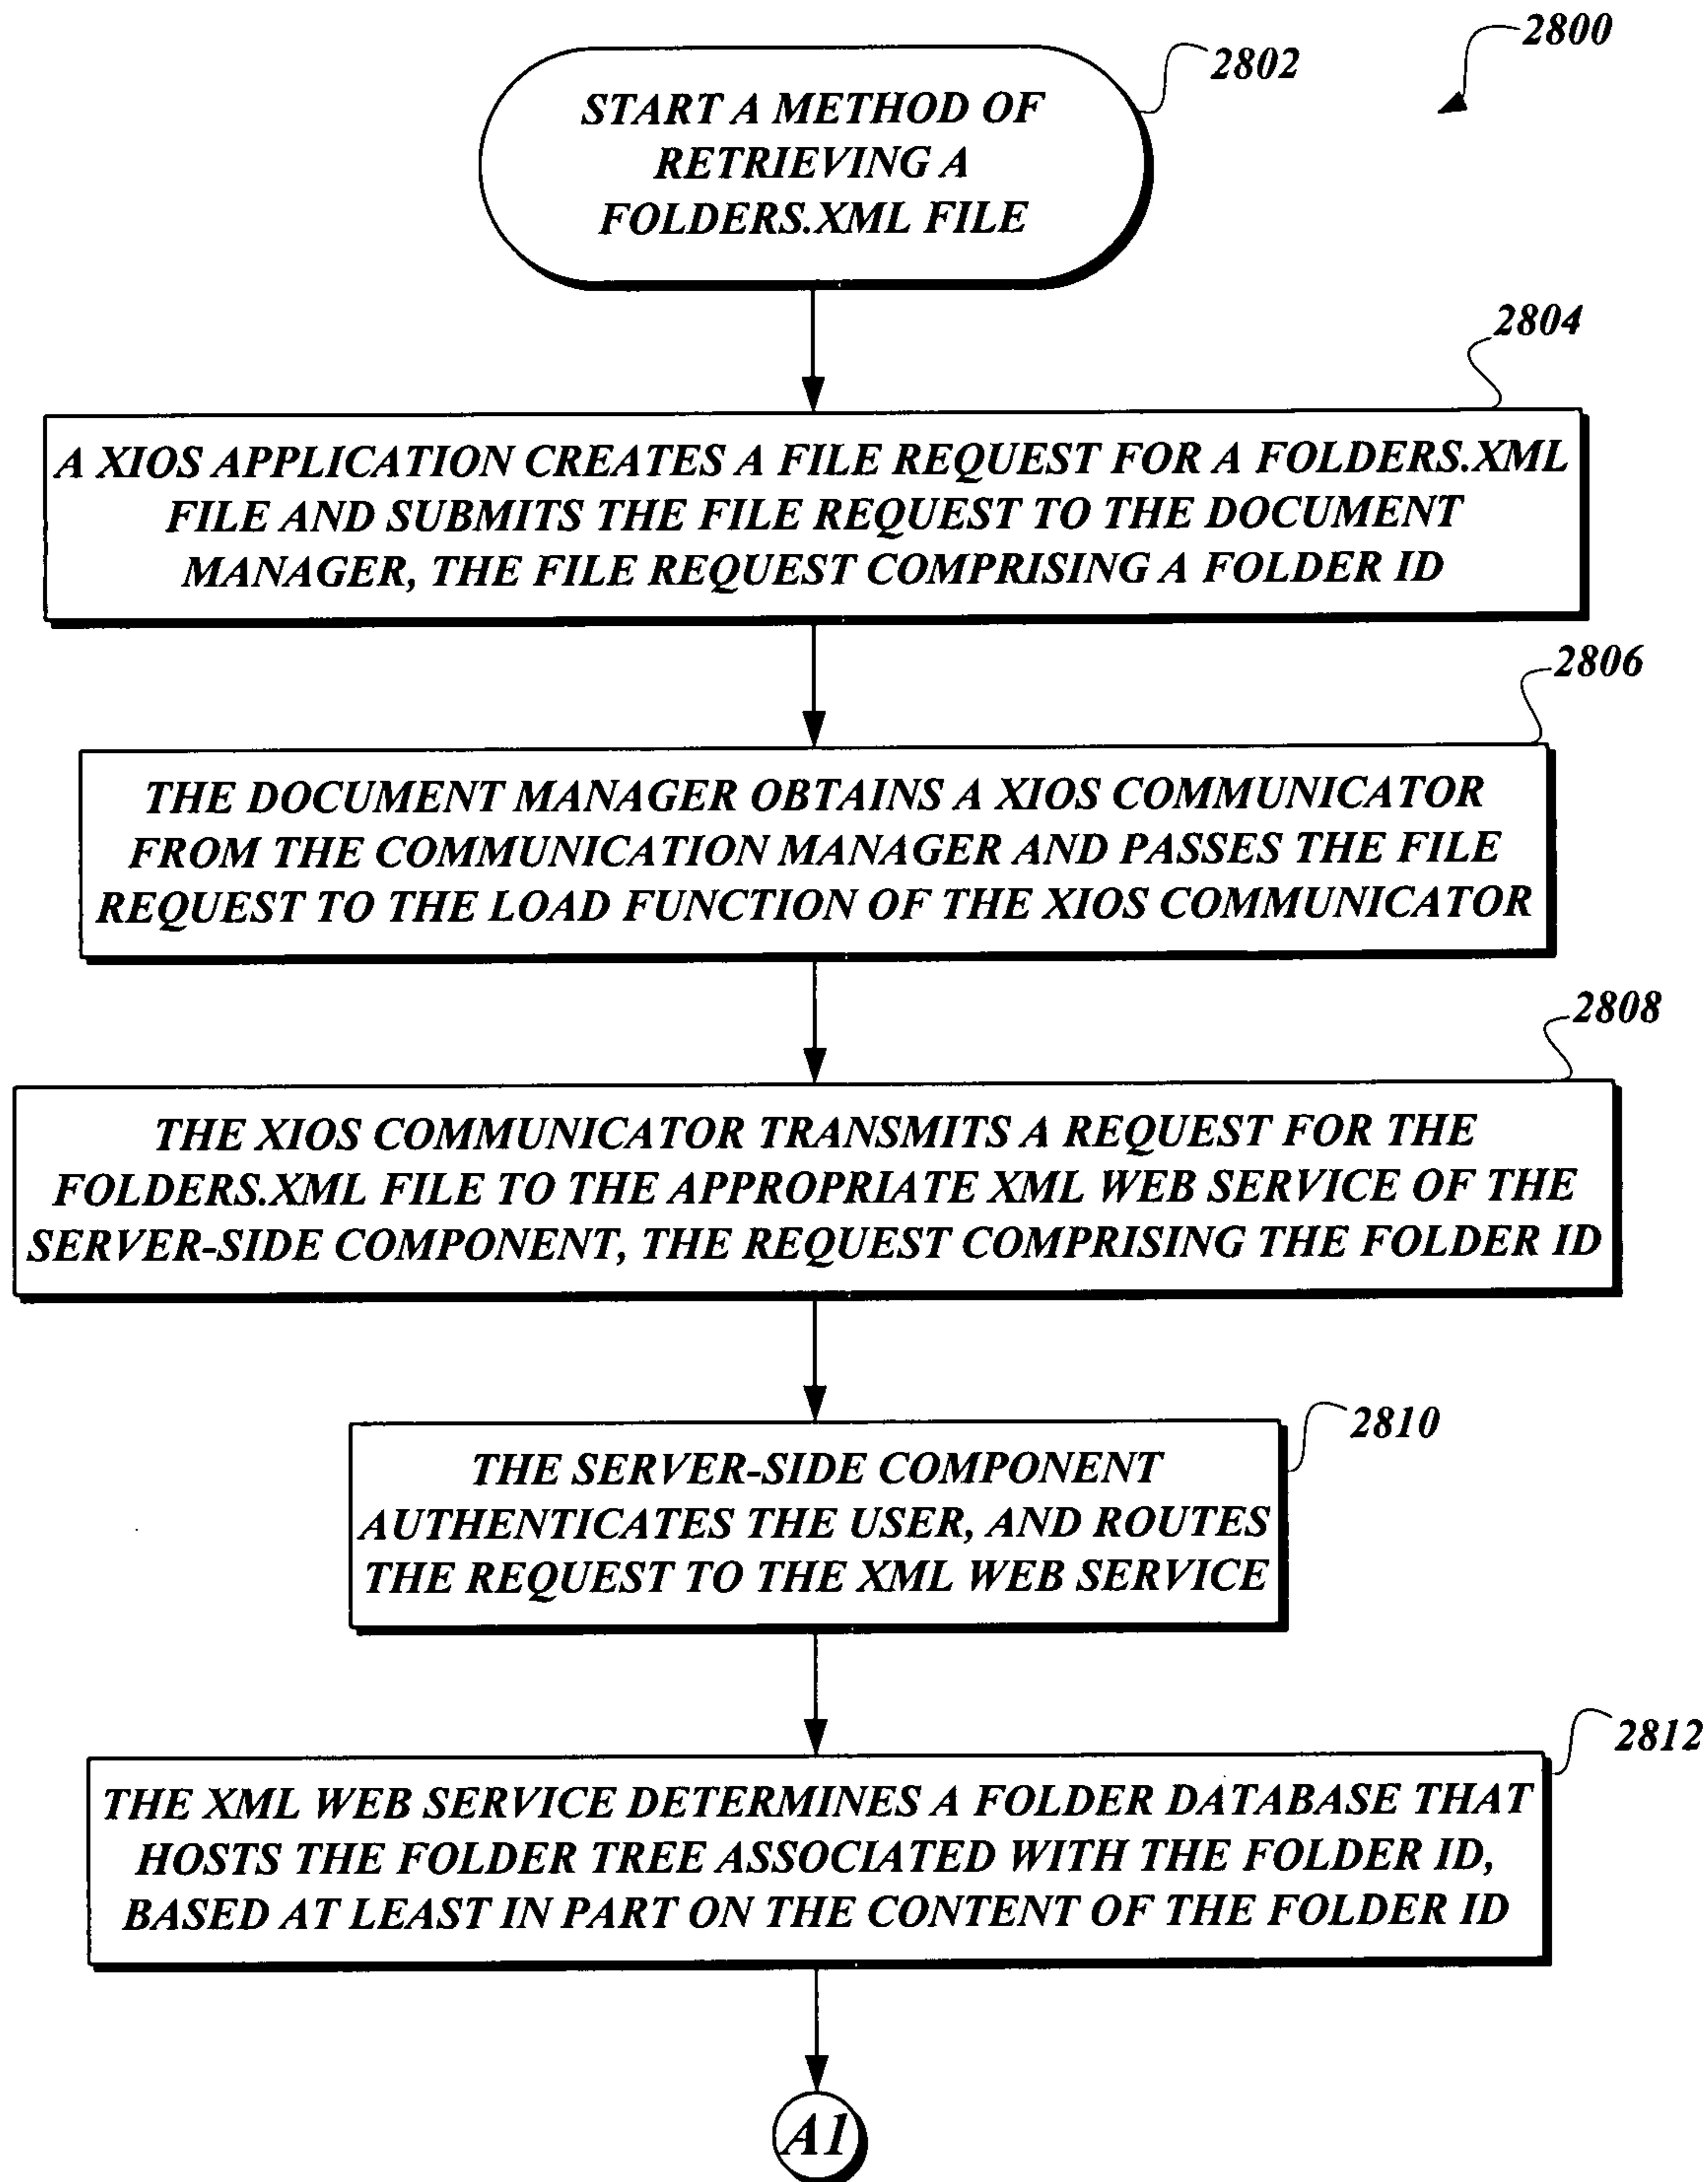 2800
2802
START A METHOD OF
RETRIEVING A
FOLDERS.XML FILE
2804
A XIOS APPLICATION CREATES A FILE REQUEST FOR A FOLDERS.XML
FILE AND SUBMITS THE FILE REQUEST TO THE DOCUMENT
MANAGER, THE FILE REQUEST COMPRISING A FOLDER ID
2806
THE DOCUMENT MANAGER OBTAINS A XIOS COMMUNICATOR
FROM THE COMMUNICATION MANAGER AND PASSES THE FILE
REQUEST TO THE LOAD FUNCTION OF THE XIOS COMMUNICATOR
2808
THE XIOS COMMUNICATOR TRANSMITS A REQUEST FOR THE
FOLDERS.XML FILE TO THE APPROPRIATE XML WEB SERVICE OF THE
SERVER-SIDE COMPONENT, THE REQUEST COMPRISING THE FOLDER ID
2810
THE SERVER-SIDE COMPONENT
AUTHENTICATES THE USER, AND ROUTES
THE REQUEST TO THE XML WEB SERVICE
2812
THE XML WEB SERVICE DETERMINES A FOLDER DATABASE THAT
HOSTS THE FOLDER TREE ASSOCIATED WITH THE FOLDER ID,
BASED AT LEAST IN PART ON THE CONTENT OF THE FOLDER ID
A1